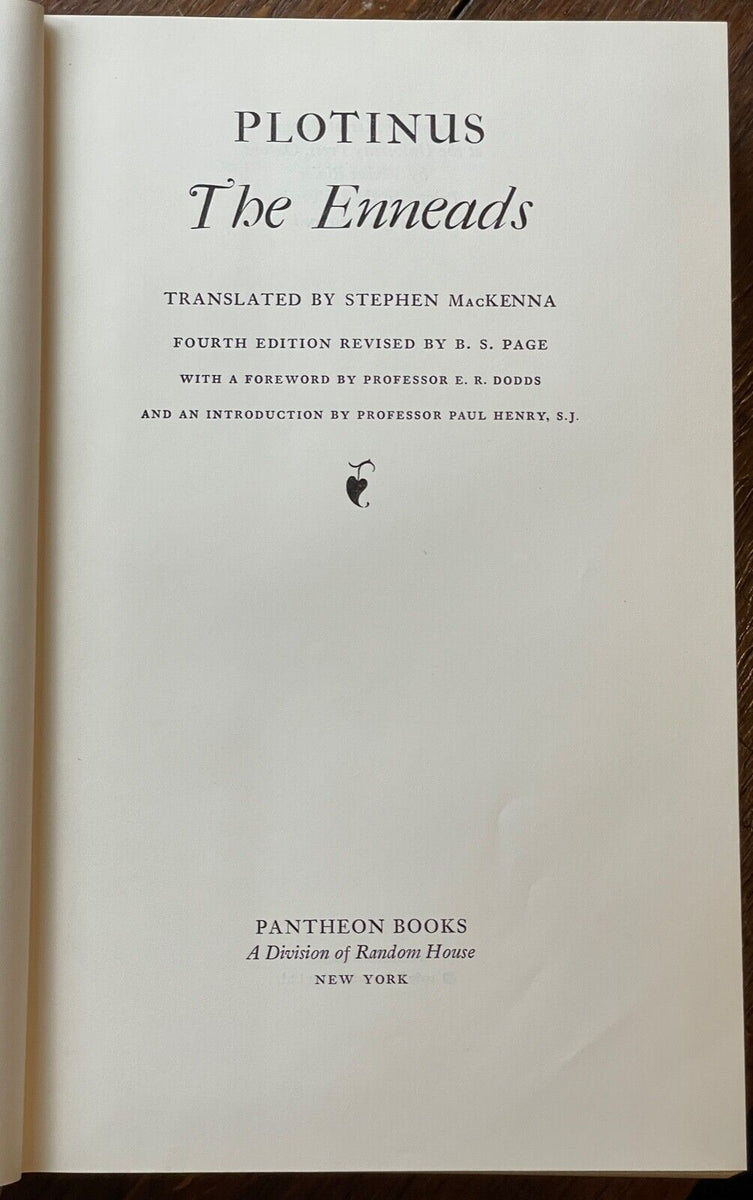 PLOTINUS
The Enneads
TRANSLATED BY STEPHEN MacKENNA
FOURTH EDITION REVISED BY B. S. PAGE
WITH A FOREWORD BY PROFESSOR E. R. DODDS
AND AN INTRODUCTION BY PROFESSOR PAUL HENRY, S.J.
PANTHEON BOOKS
A Division of Random House
NEW YORK